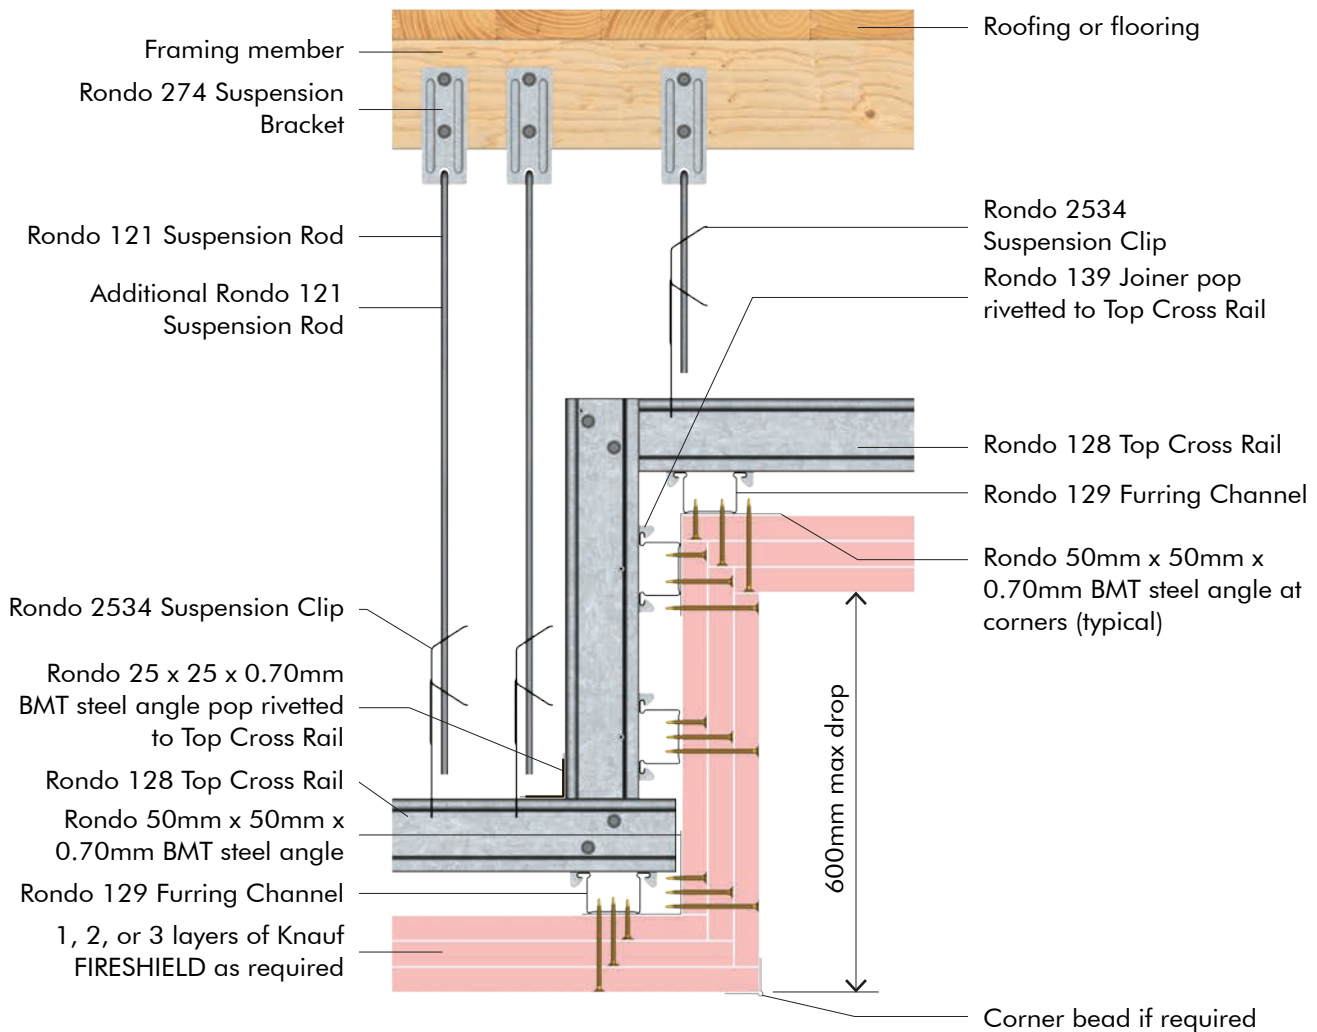 Roofing or flooring
Framing member
Rondo 274 Suspension
Bracket
Rondo 2534
Suspension Clip
Rondo 121 Suspension Rod
Rondo 139 Joiner pop
rivetted to Top Cross Rail
Additional Rondo 121
Suspension Rod
Rondo 128 Top Cross Rail
Rondo 129 Furring Channel
Rondo 50mm x 50mm x
0.70mm BMT steel angle at
corners (typical)
Rondo 2534 Suspension Clip
Rondo 25 x 25 x 0.70mm
BMT steel angle pop rivetted
to Top Cross Rail
600mm max drop
Rondo 128 Top Cross Rail
Rondo 50mm x 50mm x
0.70mm BMT steel angle
Rondo 129 Furring Channel
1, 2, or 3 layers of Knauf
FIRESHIELD as required
Corner bead if required